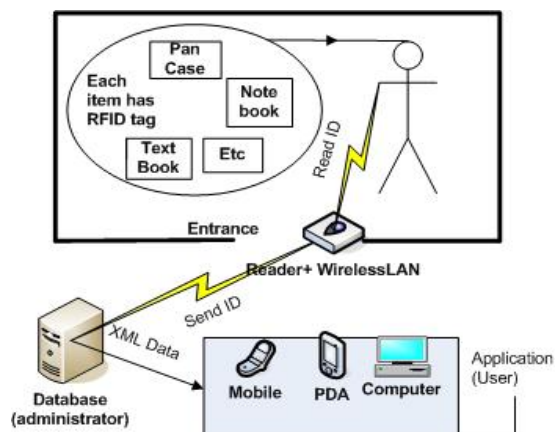 Pan
Case
Each
item has
RFID tag
Note
book
Text
Book
Etc
Read ID
Entrance
Reader+ WirelessLAN
Send ID
XML Data
Database
(administrator)
Mobile
PDA
Computer
Application
(User)